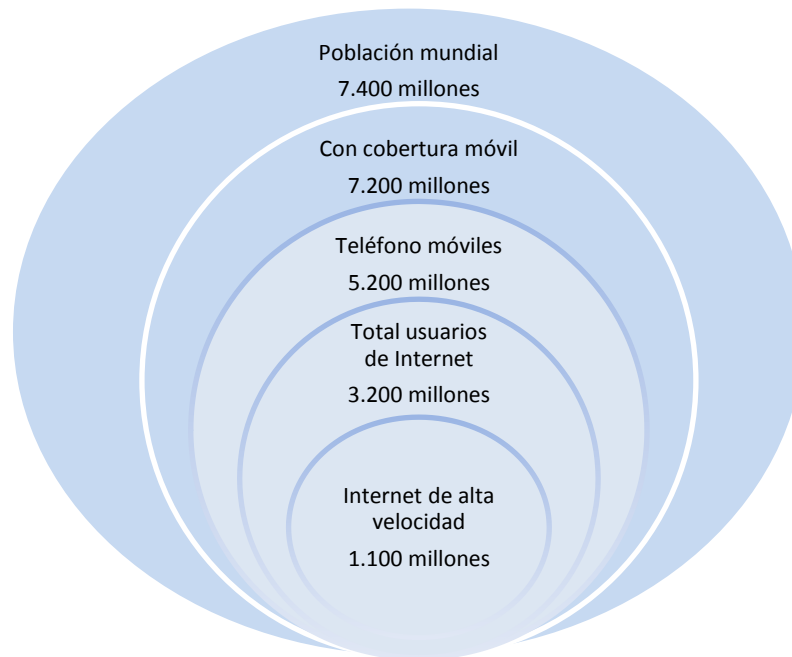 Población mundial
7.400 millones
Con cobertura móvil
7.200 millones
Teléfono móviles
5.200 millones
Total usuarios
de Internet
3.200 millones
Internet de alta
velocidad
1.100 millones